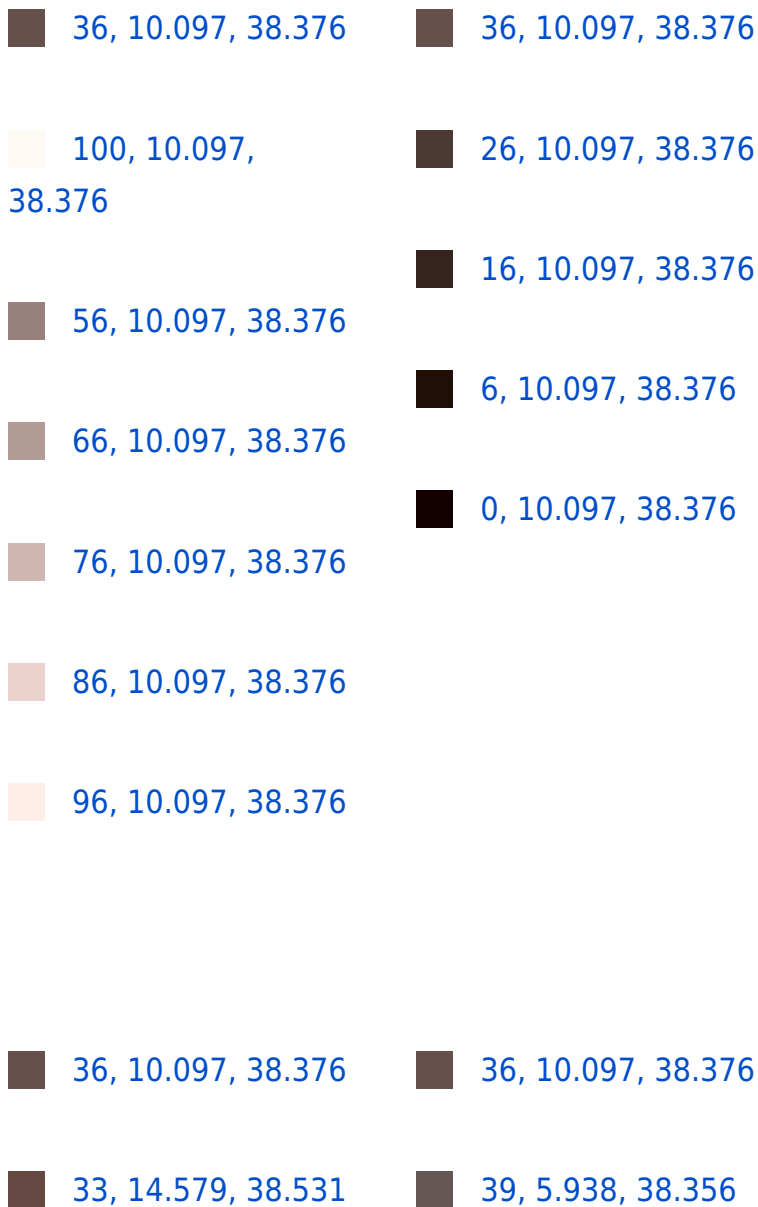 36, 10.097, 38.376
100, 10.097,
38.376
56, 10.097, 38.376
66, 10.097, 38.376
76, 10.097, 38.376
86, 10.097, 38.376
96, 10.097, 38.376
36, 10.097, 38.376
26, 10.097, 38.376
16, 10.097, 38.376
6, 10.097, 38.376
0, 10.097, 38.376
36, 10.097, 38.376
33, 14.579, 38.531
36, 10.097, 38.376
39, 5.938, 38.356